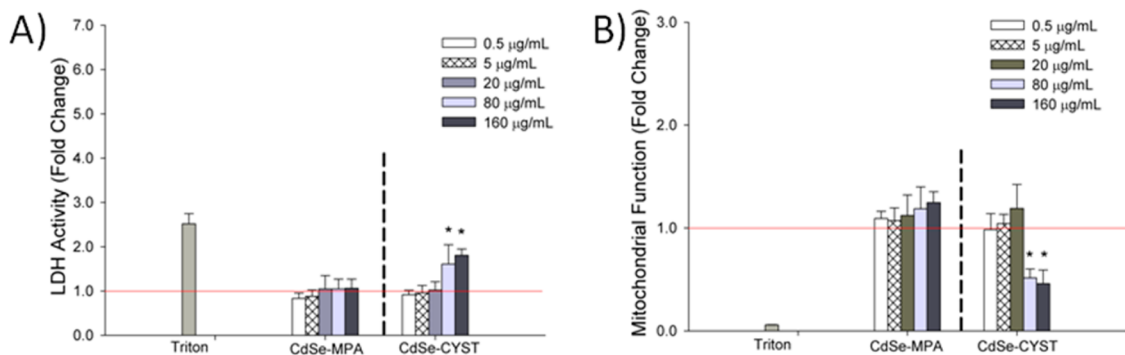 A)
LDH Activity (Fold Change)
7.0
6.0
5.0
4.0
3.0
2.0
1.0
0.0
0.5 µg/mL
5 µg/mL
20 µg/mL
80 µg/mL
160 µg/mL
* *
Triton CdSe-MPA CdSe-CYST
B)
Mitochondrial Function (Fold Change)
3.0
2.0
1.0
0.0
0.5 µg/mL
5 µg/mL
20 µg/mL
80 µg/mL
160 µg/mL
* *
Triton CdSe-MPA CdSe-CYST